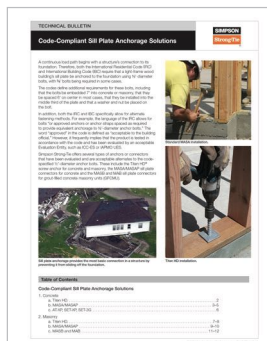 TECHNICAL BULLETIN
SIMPSON
Strong-Tie
Code-Compliant Sill Plate Anchorage Solutions
A continuous load path begins with a structure's connection to its
foundation. Therefore, both the International Residential Code (IRC)
and International Building Code (IBC) require that a light-frame wood
building's sill plate be anchored to the foundation using ½" diameter
bolts, with ⅝" bolts being required in some cases.
The codes define additional requirements for these bolts, including
that the bolts be embedded 7" into concrete or masonry, that they
be spaced 6' on center in most cases, that they be installed into the
middle third of the plate and that a washer and nut be placed on
the bolt.
In addition, both the IRC and IBC specifically allow for alternate
fastening methods. For example, the language of the IRC allows for
bolts "or approved anchors or anchor straps spaced as required
to provide equivalent anchorage to ½"-diameter anchor bolts." The
word "approved" in the code is defined as "acceptable to the building
official." However, it frequently means that the product is tested in
accordance with the code and has been evaluated by an acceptable
Evaluation Entity, such as ICC-ES or IAPMO UES.
Simpson Strong-Tie offers several types of anchors or connectors
that have been evaluated and are acceptable alternates to the code-
specified ½"-diameter anchor bolts. These include the Titen HD®
screw anchor for concrete and masonry, the MASA/MASAP sill plate
connectors for concrete and the MASB and MAB sill plate connectors
for grout-filled concrete masonry units (GFCMU).
Standard MASA installation.
Sill plate anchorage provides the most basic connection in a structure by
preventing it from sliding off the foundation.
Titen HD installation.
Table of Contents
Code-Compliant Sill Plate Anchorage Solutions
1. Concrete
a. Titen HD
b. MASA/MASAP
2. Masonry
a. Titen HD
b. MASA/MASAP
c. MASB and MAB